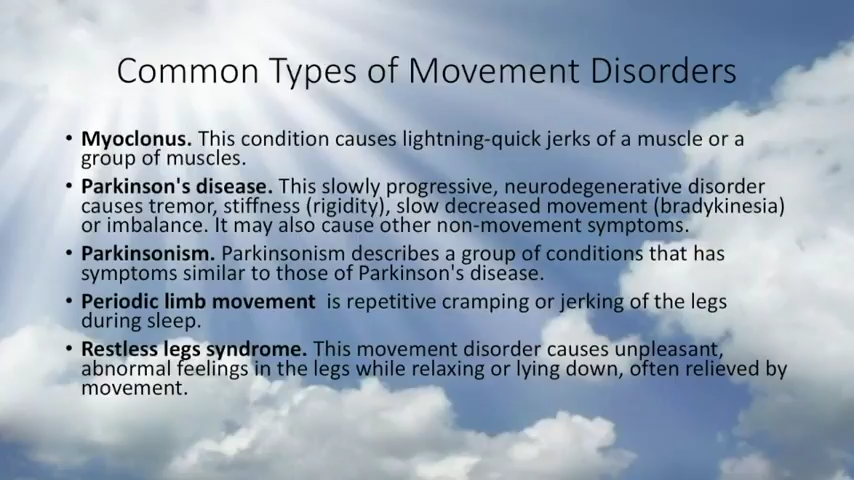 Common Types of Movement Disorders
• Myoclonus. This condition causes lightning-quick jerks of a muscle or a
group of muscles.
• Parkinson's disease. This slowly progressive, neurodegenerative disorder
causes tremor, stiffness (rigidity), slow decreased movement (bradykinesia)
or imbalance. It may also cause other non-movement symptoms.
• Parkinsonism. Parkinsonism describes a group of conditions that has
symptoms similar to those of Parkinson's disease.
• Periodic limb movement  is repetitive cramping or jerking of the legs
during sleep.
• Restless legs syndrome. This movement disorder causes unpleasant,
abnormal feelings in the legs while relaxing or lying down, often relieved by
movement.